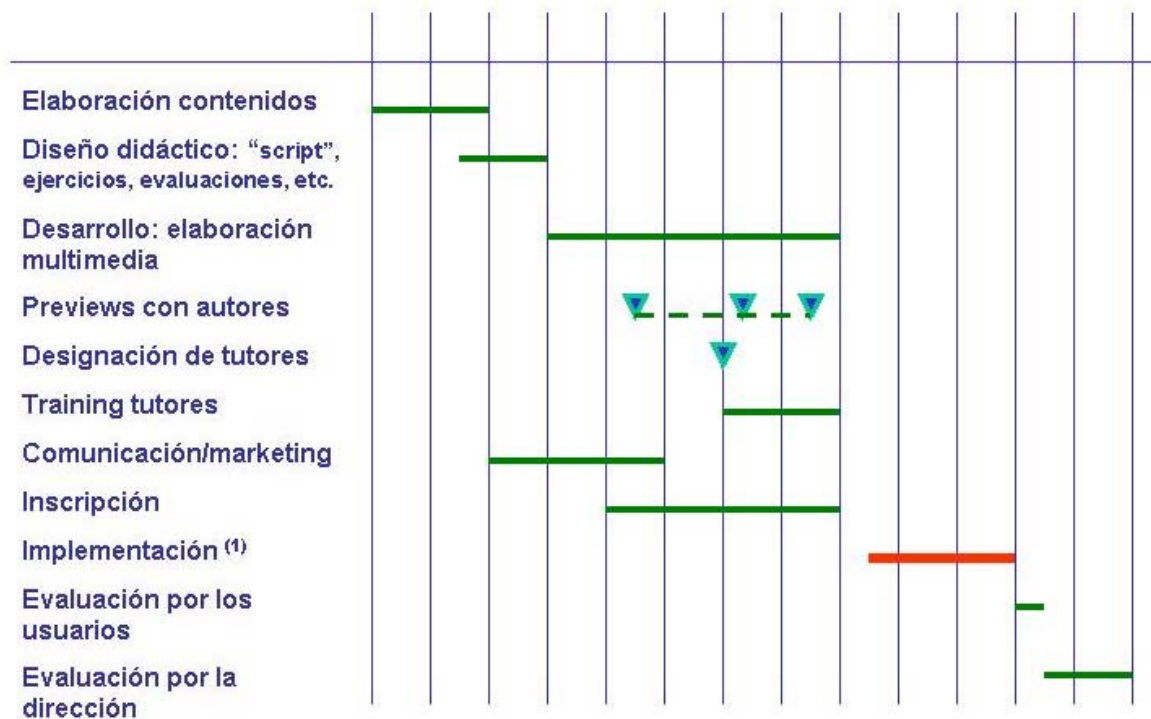 Elaboración contenidos
Diseño didáctico: “script”,
ejercicios, evaluaciones, etc.
Desarrollo: elaboración
multimedia
Previews con autores
Designación de tutores
Training tutores
Comunicación/marketing
Inscripción
Implementación (1)
Evaluación por los
usuarios
Evaluación por la
dirección